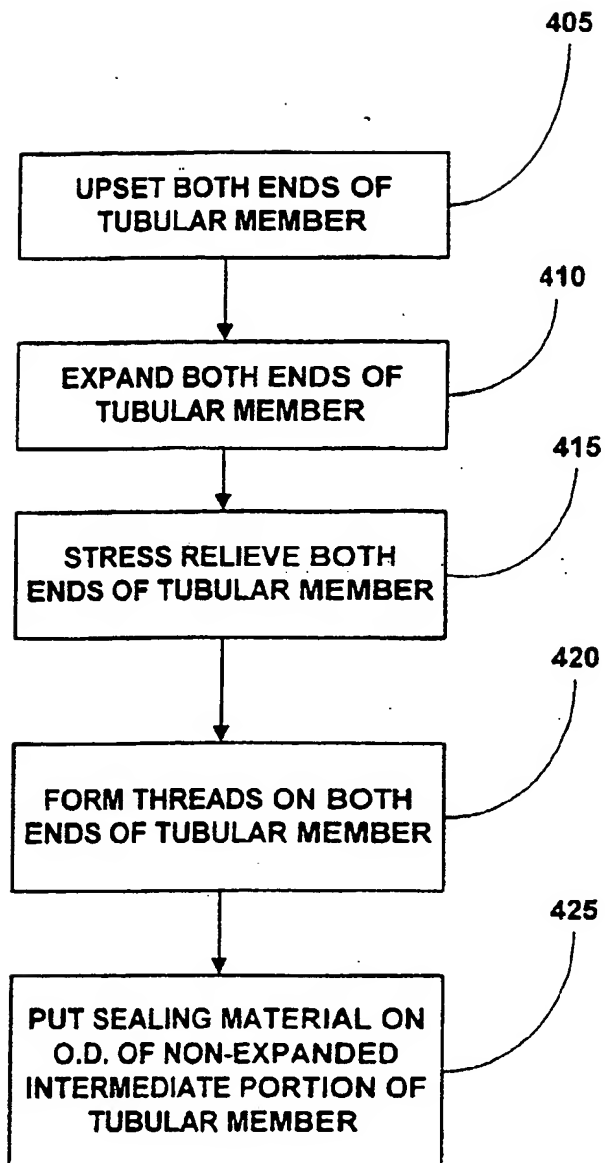 405
UPSET BOTH ENDS OF
TUBULAR MEMBER
410
EXPAND BOTH ENDS OF
TUBULAR MEMBER
415
STRESS RELIEVE BOTH
ENDS OF TUBULAR MEMBER
420
FORM THREADS ON BOTH
ENDS OF TUBULAR MEMBER
425
PUT SEALING MATERIAL ON
O.D. OF NON-EXPANDED
INTERMEDIATE PORTION OF
TUBULAR MEMBER